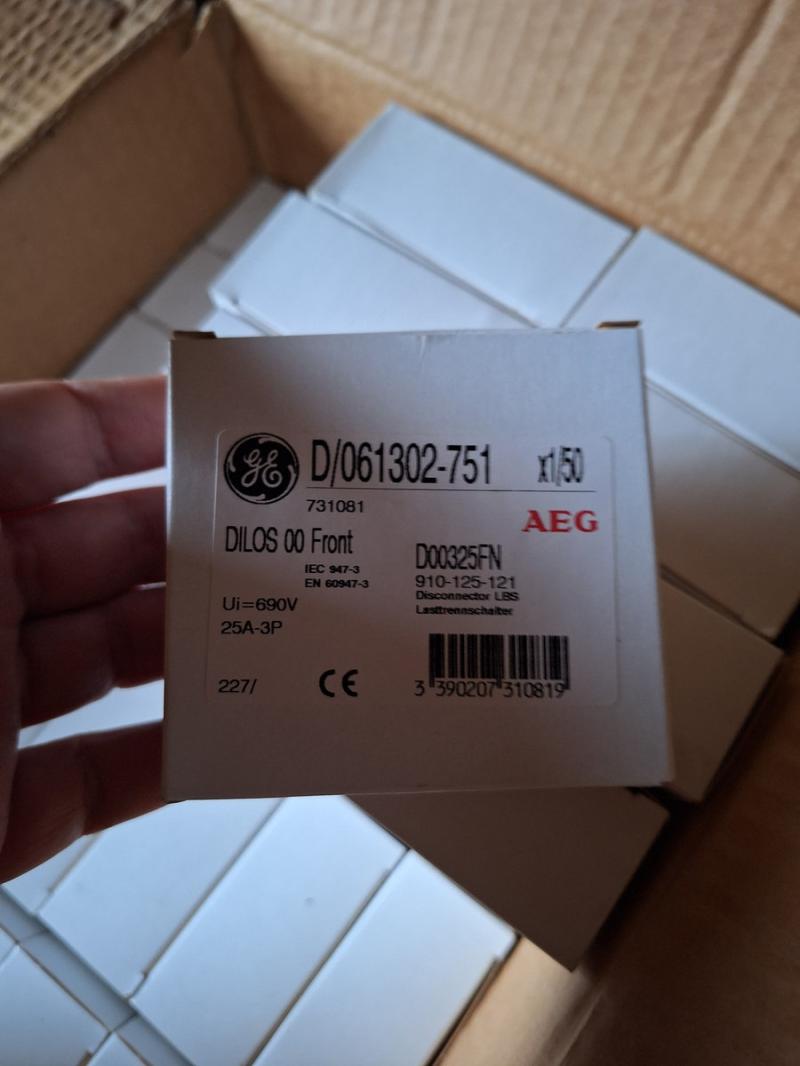 GE
D/061302-751 x1/50
731081
AEG
DILOS 00 Front
D00325FN
IEC 947-3
EN 60947-3
910-125-121
Disconnector LBS
Lasttrennschalter
Ui=690V
25A-3P
227/
CE
3 390207 310819